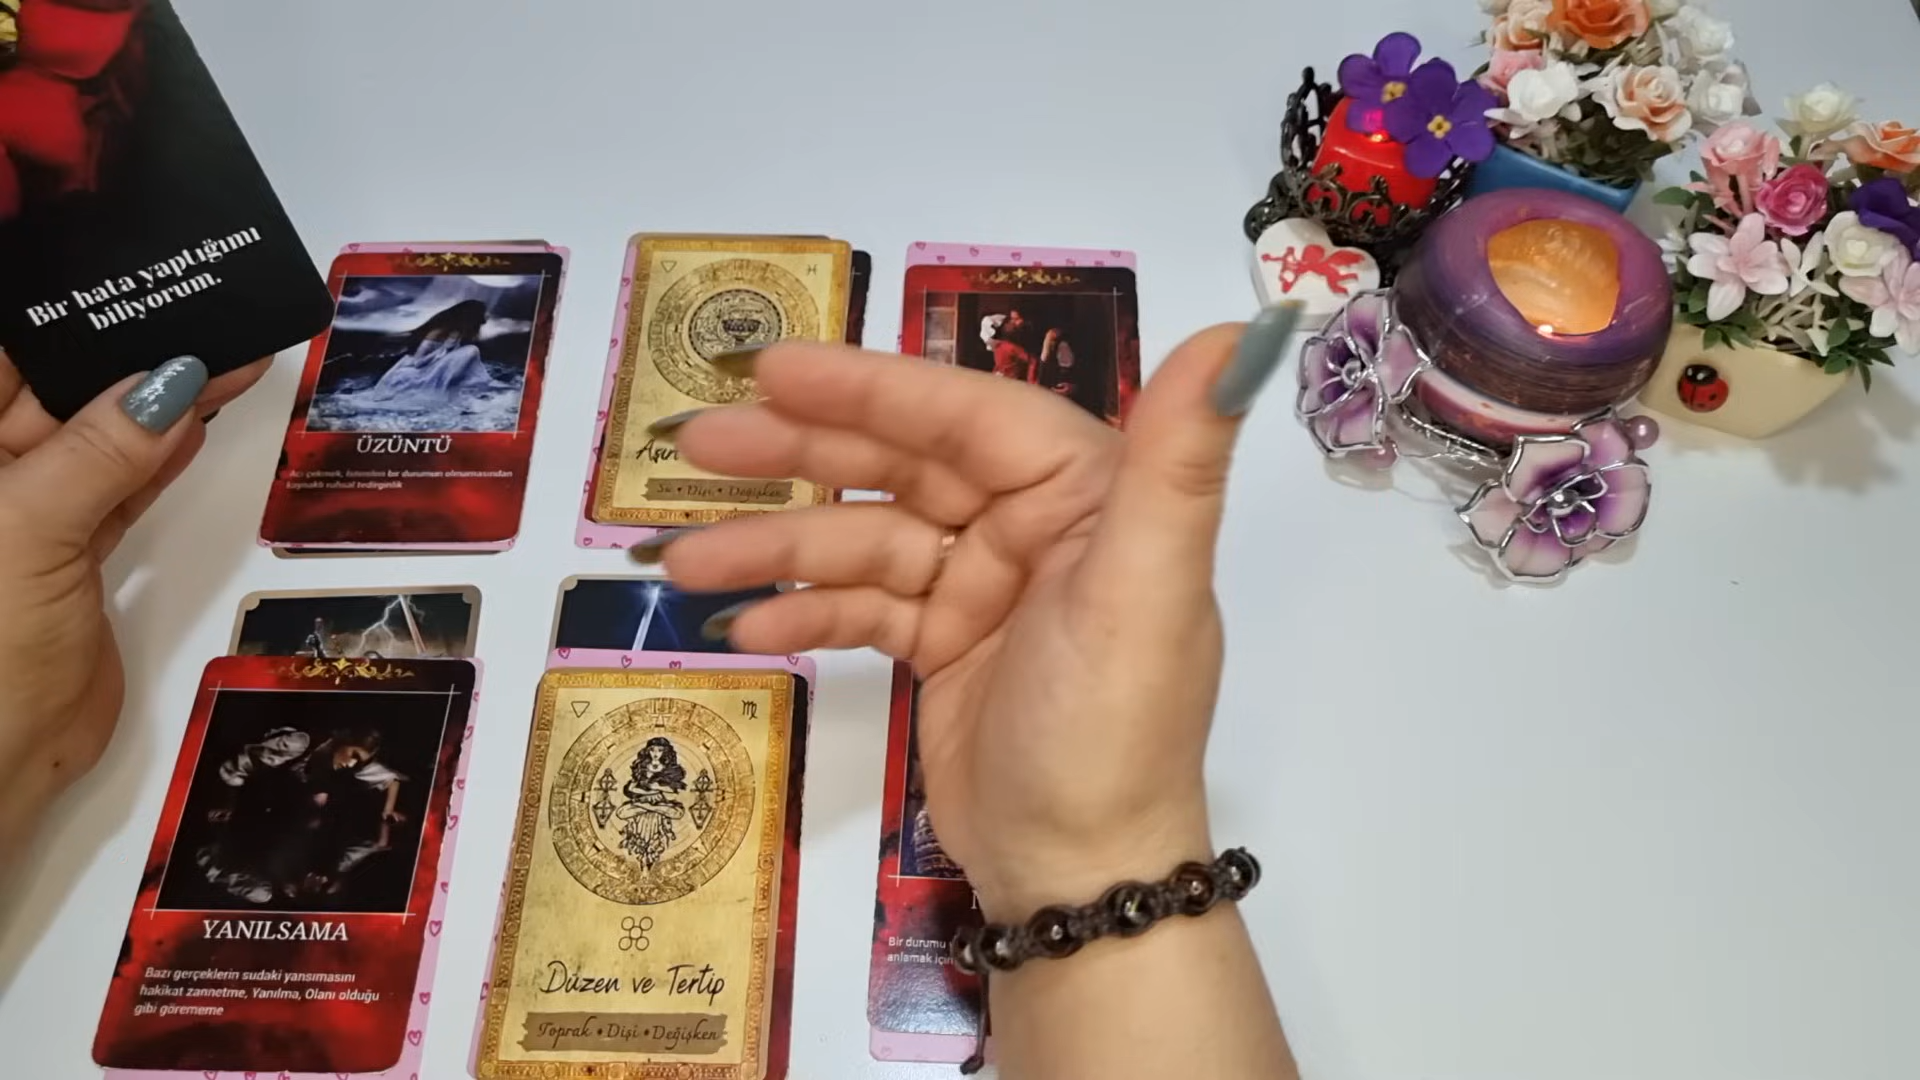 Bir hata yaptığımı
biliyorum.
ÜZÜNTÜ
Acı çekmek, İstenilen bir durumun olmamasından
kaynaklı ruhsal tedirginlik
Aşırı
Su • Dişi • Değişken
YANILSAMA
Bazı gerçeklerin sudaki yansımasını
hakikat zannetme, Yanılma, Olanı olduğu
gibi görememe
Düzen ve Tertip
Toprak • Dişi • Değişken
Bir durumu
anlamak için